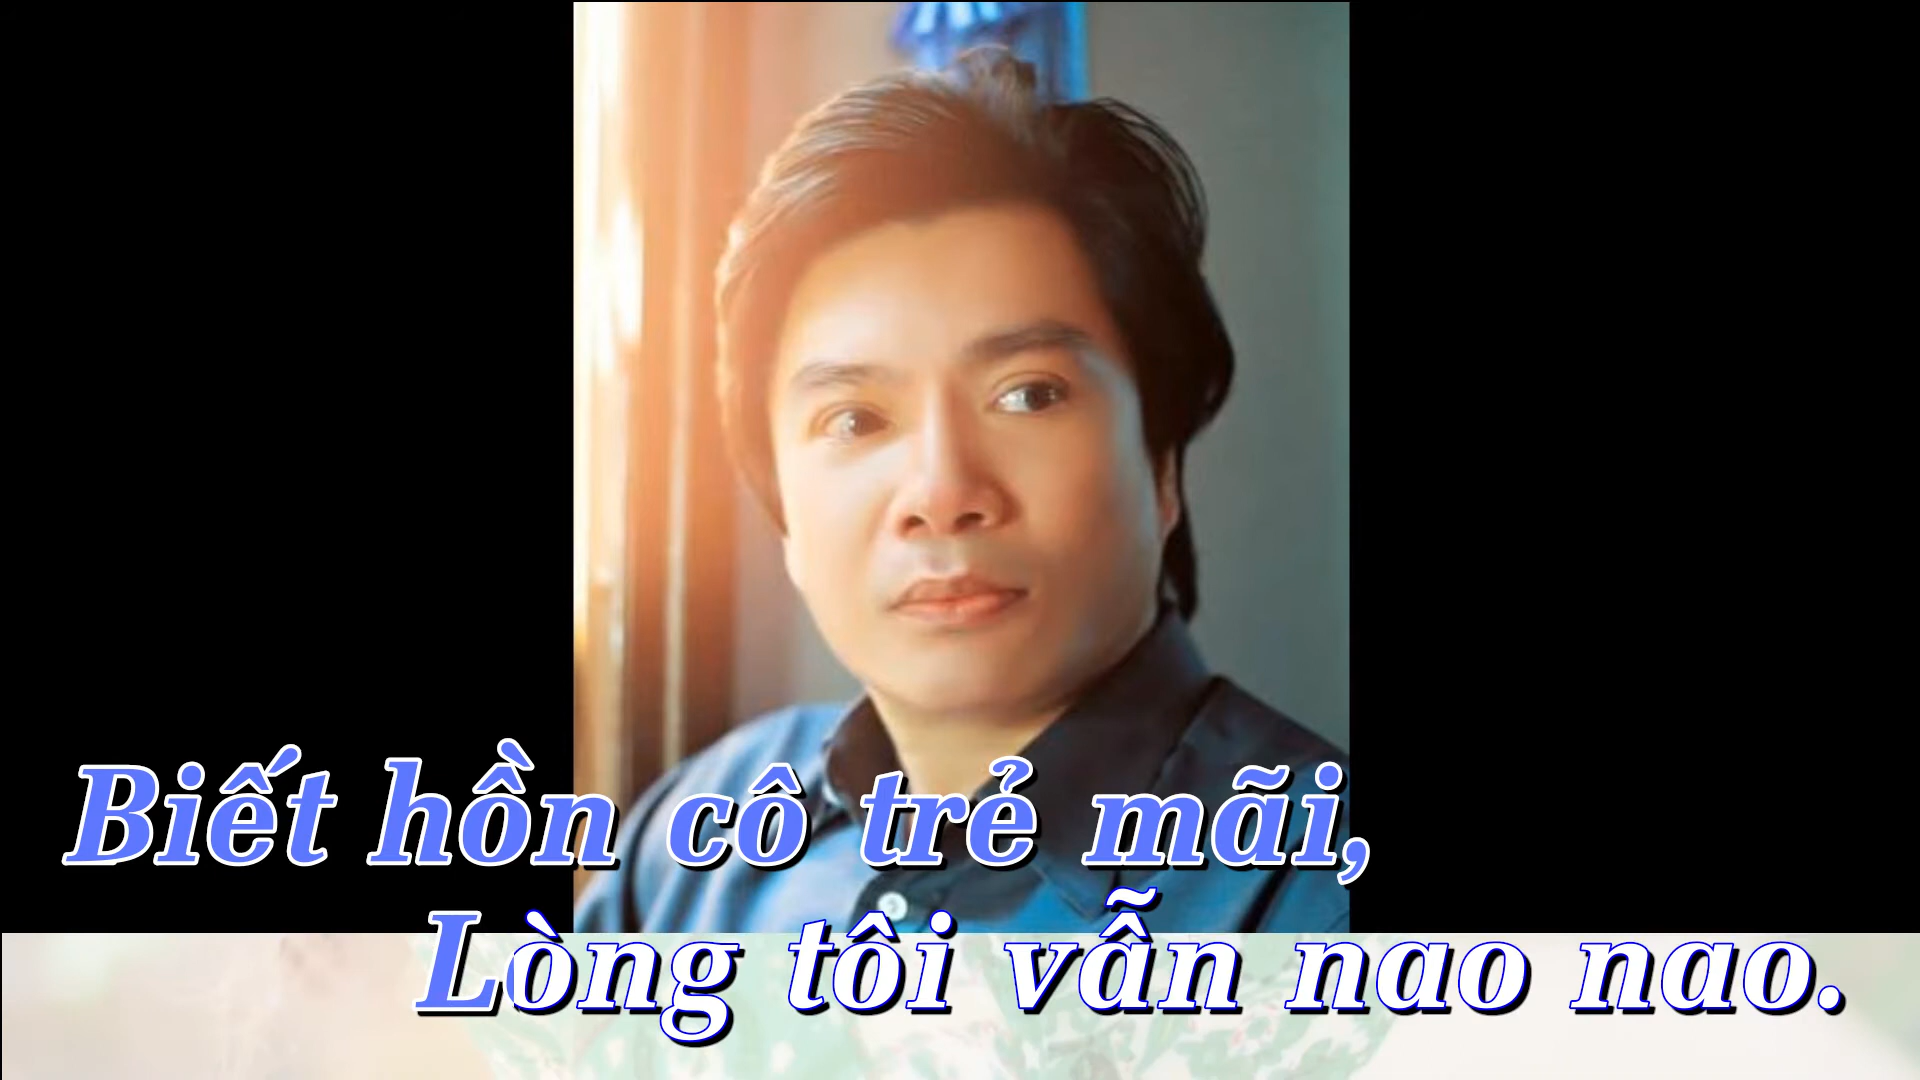 Biết hồn cô trẻ mãi,
Lòng tôi vẫn nao nao.